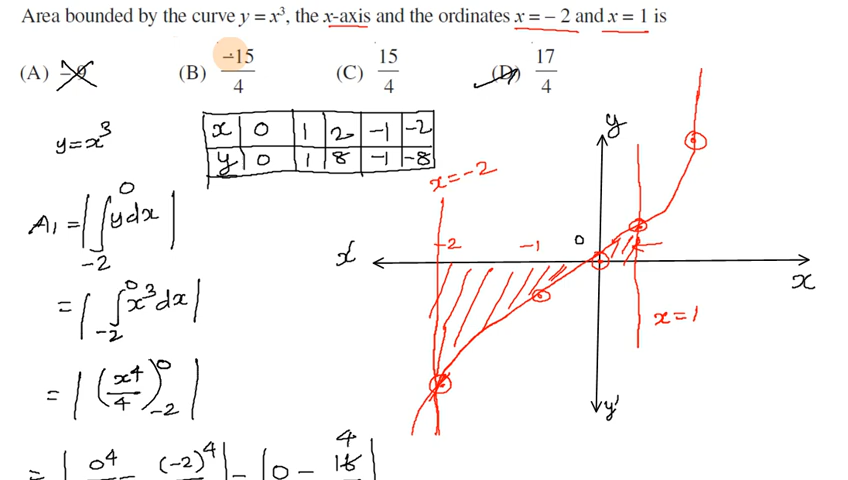 Area bounded by the curve y = x³, the x-axis and the ordinates x = – 2 and x = 1 is
(A) – 9 (B) –15/4 (C) 15/4 (D) 17/4
y = x³
x 0 1 2 -1 -2
y 0 1 8 -1 -8
x = -2
y
A₁ = | ∫₋₂⁰ y dx |
-2 -1 0
x' x
= | ∫₋₂⁰ x³ dx |
x = 1
= | (x⁴/4)₋₂⁰ |
y'
= | 0⁴ - (-2)⁴ | = | 0 - 16 4 |